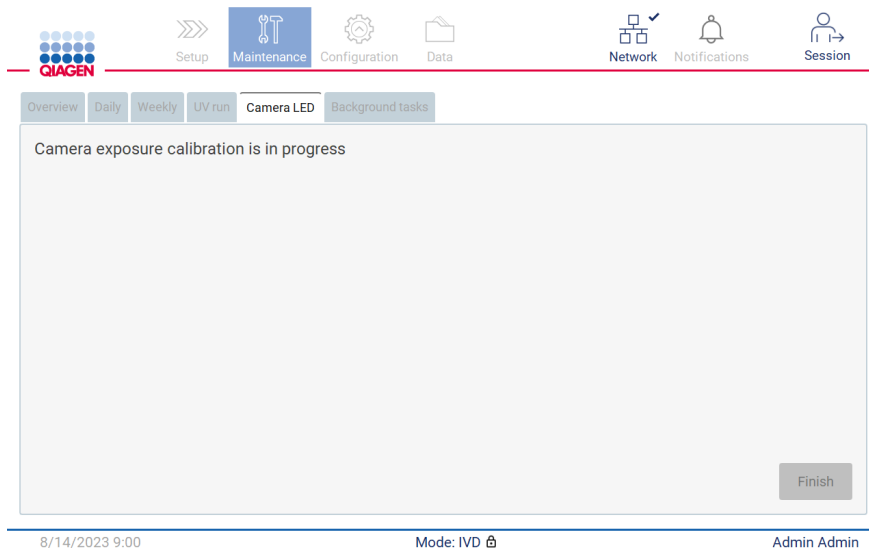 QIAGEN
Setup
Maintenance
Configuration
Data
Network
Notifications
Session
Overview
Daily
Weekly
UV run
Camera LED
Background tasks
Camera exposure calibration is in progress
Finish
8/14/2023 9:00
Mode: IVD
Admin Admin